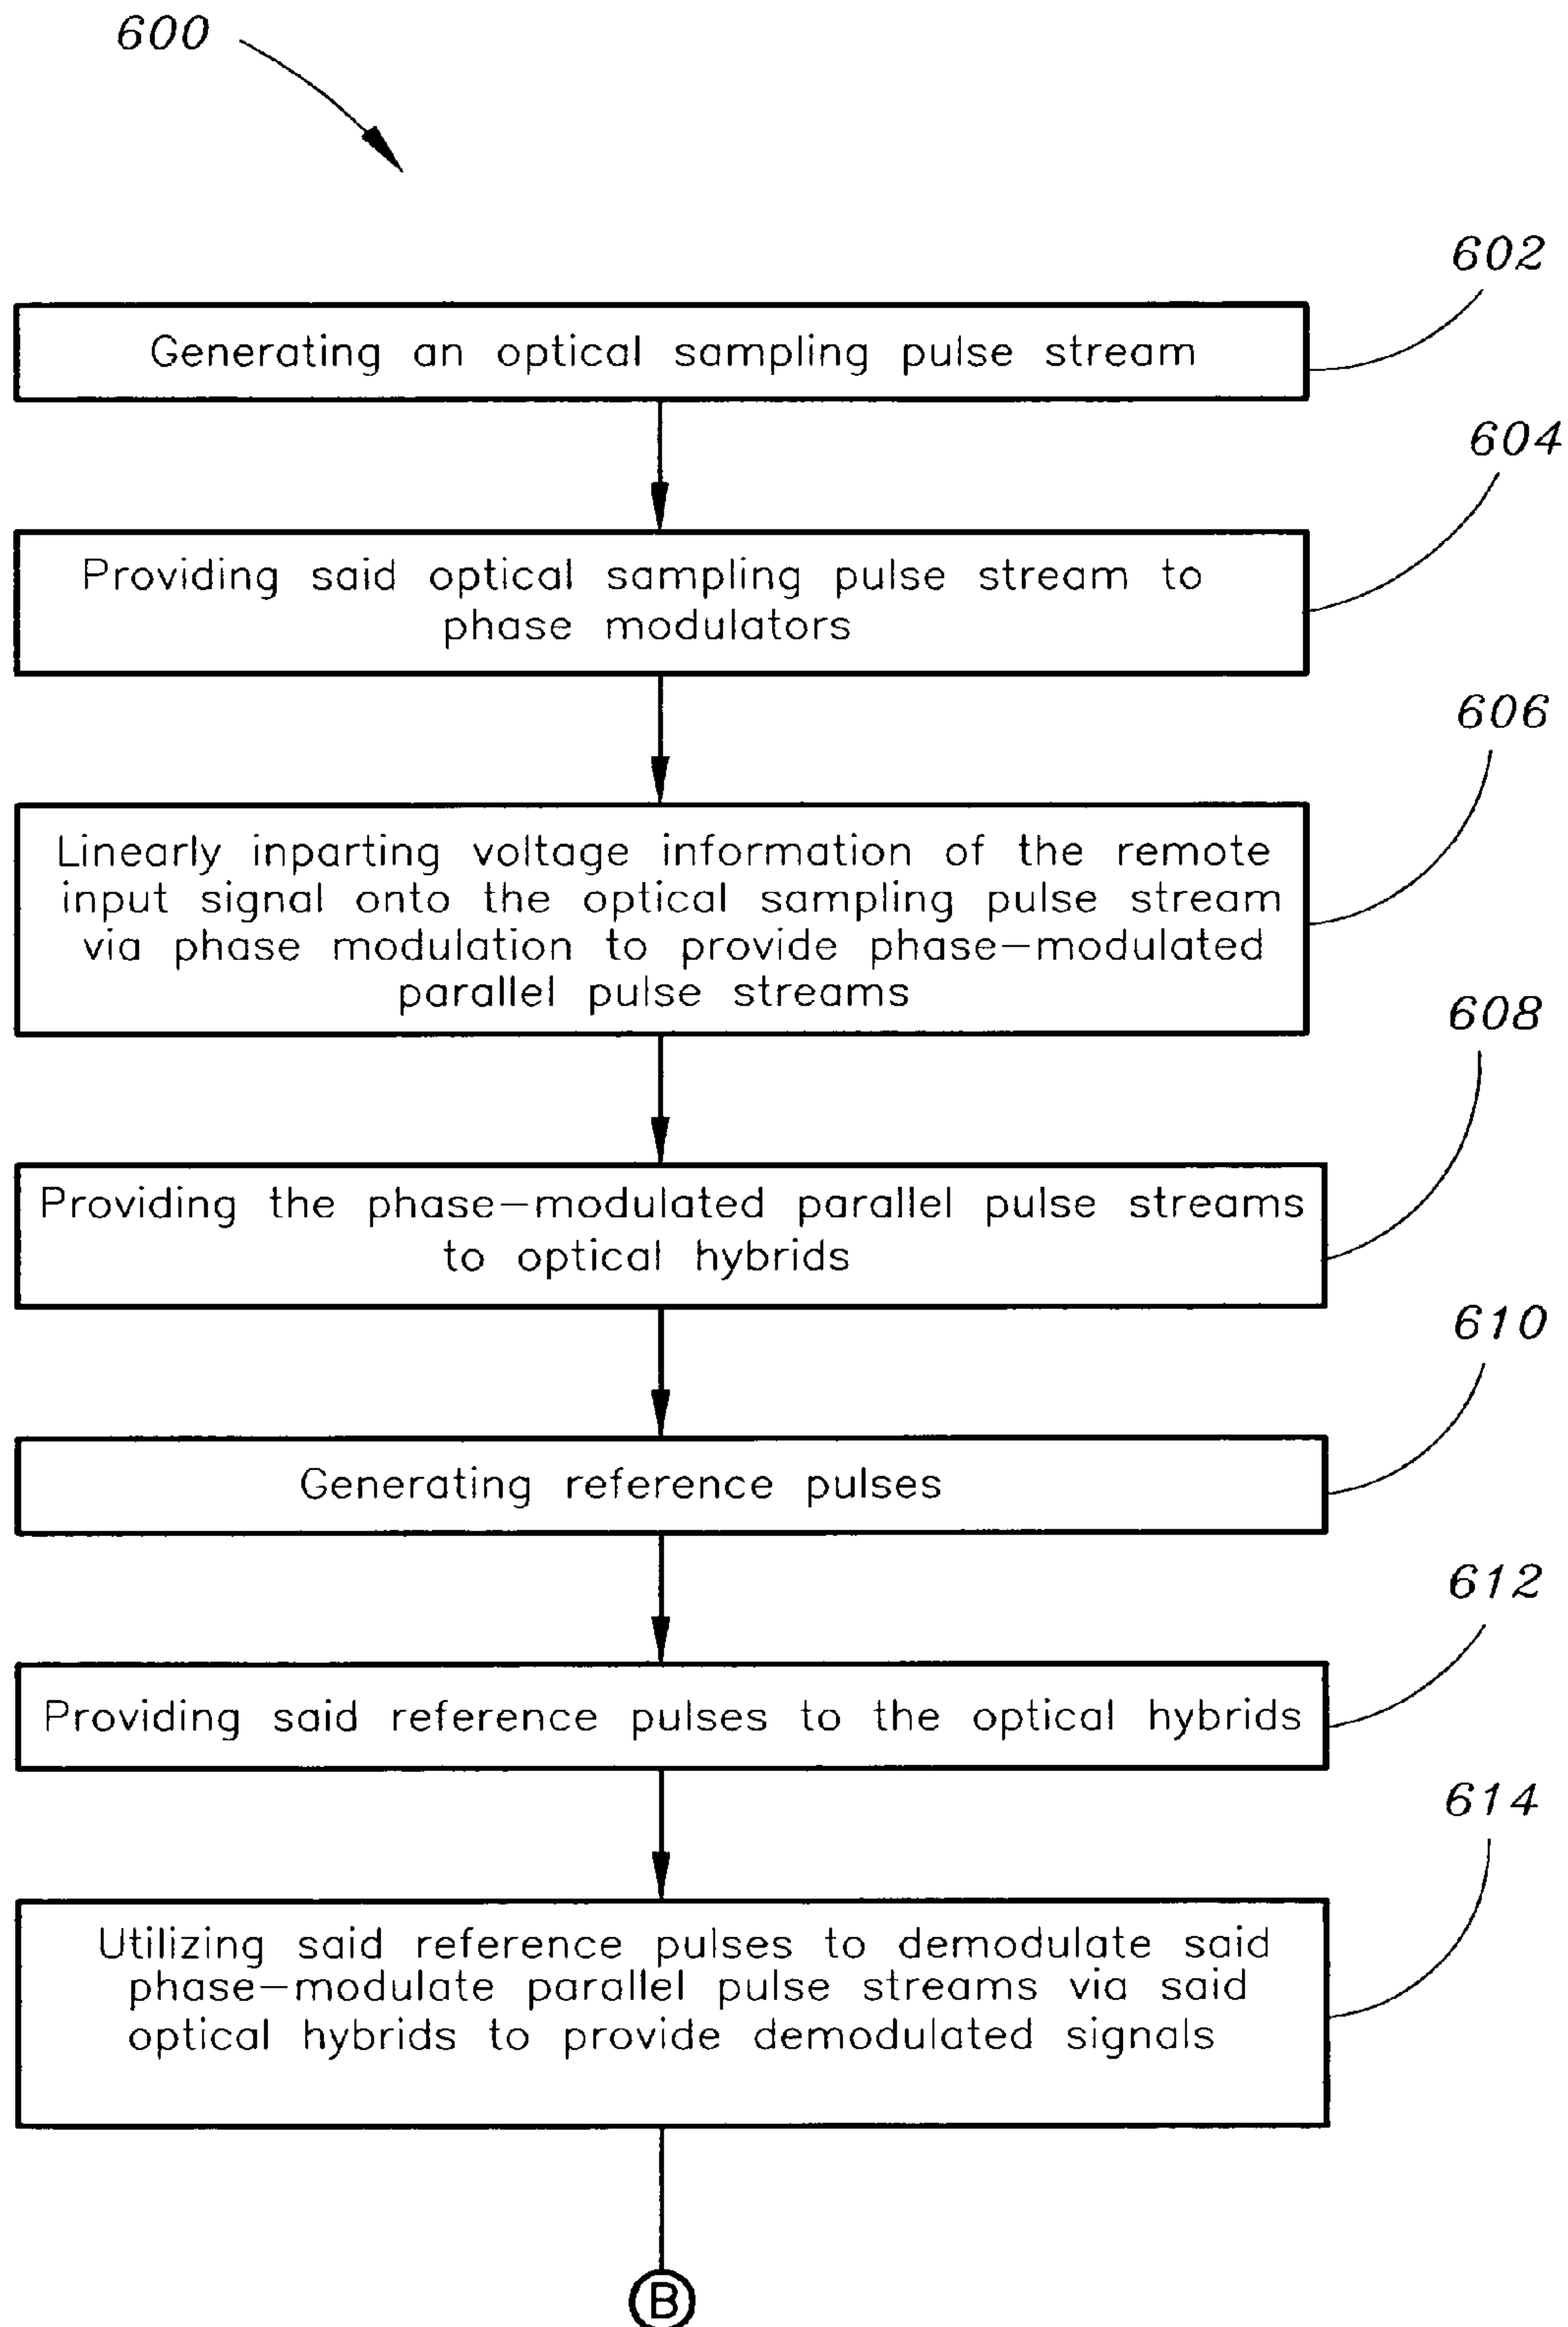 600
602
Generating an optical sampling pulse stream
604
Providing said optical sampling pulse stream to
phase modulators
606
Linearly inparting voltage information of the remote
input signal onto the optical sampling pulse stream
via phase modulation to provide phase-modulated
parallel pulse streams
608
Providing the phase-modulated parallel pulse streams
to optical hybrids
610
Generating reference pulses
612
Providing said reference pulses to the optical hybrids
614
Utilizing said reference pulses to demodulate said
phase-modulate parallel pulse streams via said
optical hybrids to provide demodulated signals
B